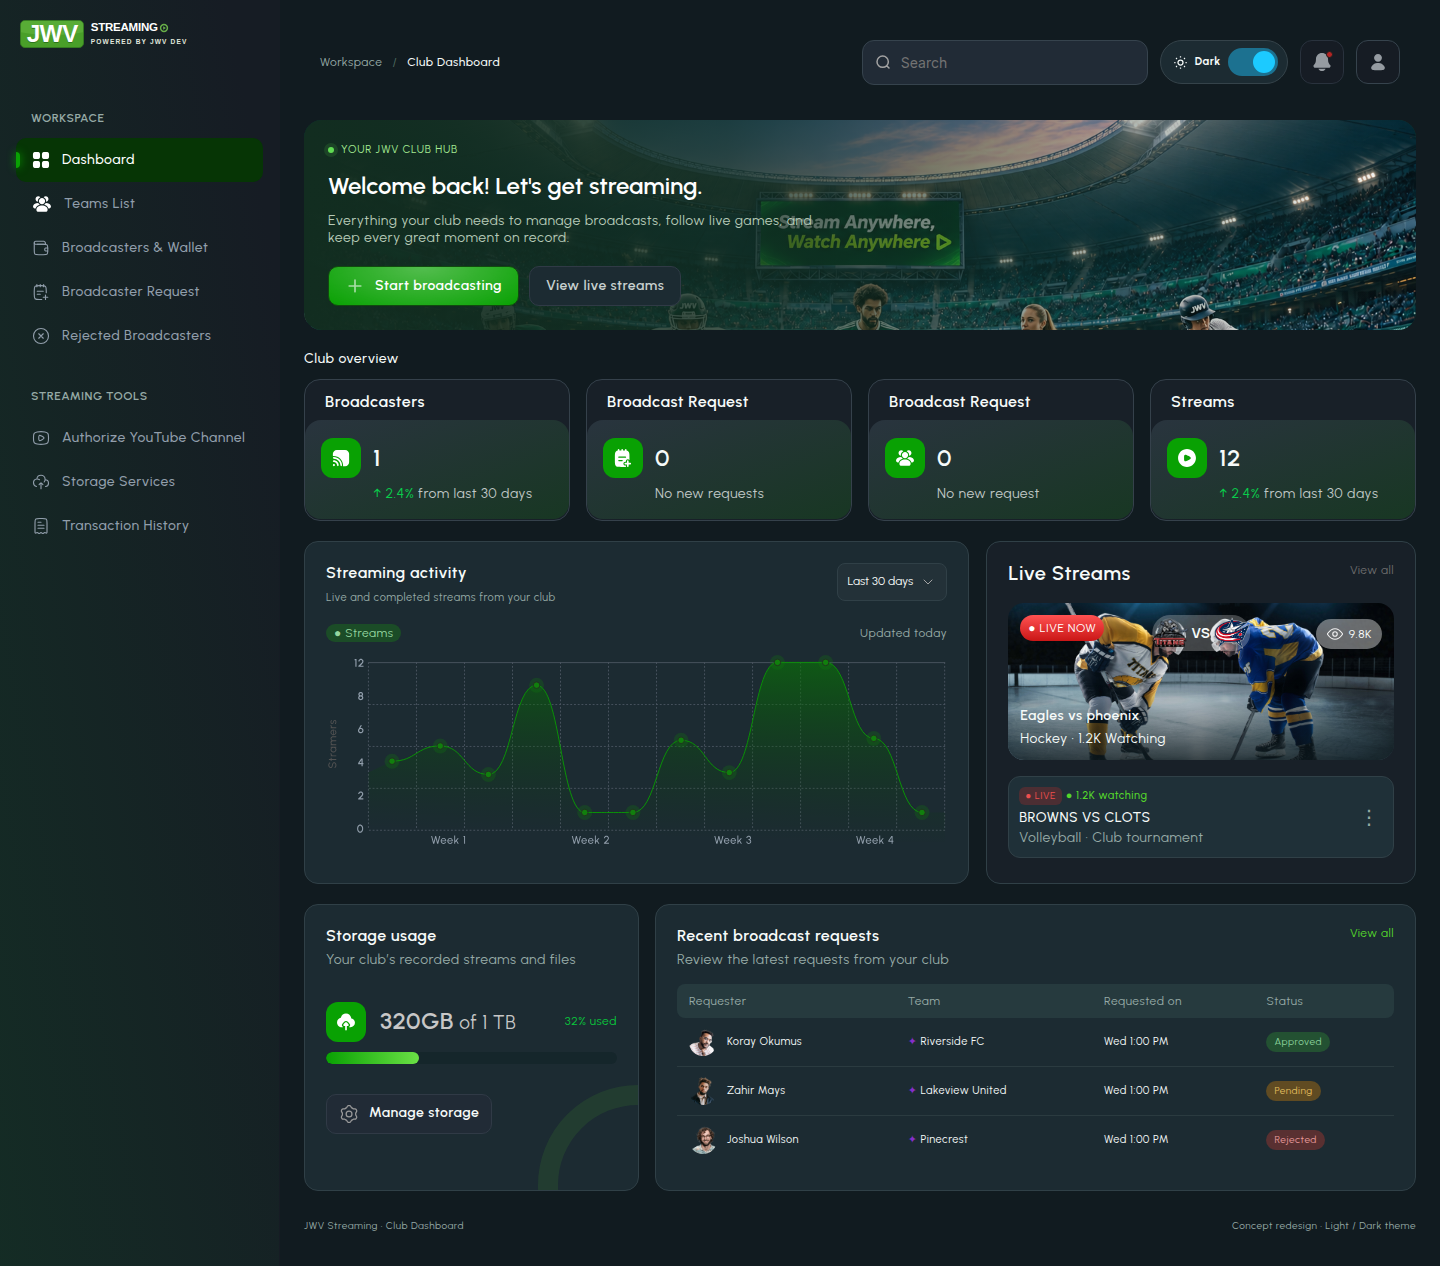 JWV STREAMING
POWERED BY JWV DEV
Workspace / Club Dashboard
Search
Dark
WORKSPACE
Dashboard
Teams List
Broadcasters & Wallet
Broadcaster Request
Rejected Broadcasters
STREAMING TOOLS
Authorize YouTube Channel
Storage Services
Transaction History
YOUR JWV CLUB HUB
Welcome back! Let's get streaming.
Everything your club needs to manage broadcasts, follow live games, and
keep every great moment on record.
Stream Anywhere,
Watch Anywhere
Start broadcasting
View live streams
JWV
JWV
Club overview
Broadcasters
1
↑ 2.4% from last 30 days
Broadcast Request
0
No new requests
Broadcast Request
0
No new request
Streams
12
↑ 2.4% from last 30 days
Streaming activity
Live and completed streams from your club
Last 30 days
Streams
Updated today
Stramers
12
8
6
4
2
0
Week 1
Week 2
Week 3
Week 4
Live Streams
View all
LIVE NOW
TITANS
VS
9.8K
TITANS
Eagles vs phoenix
Hockey · 1.2K Watching
LIVE
1.2K watching
BROWNS VS CLOTS
Volleyball · Club tournament
Storage usage
Your club's recorded streams and files
320GB of 1 TB
32% used
Manage storage
Recent broadcast requests
View all
Review the latest requests from your club
Requester Team Requested on Status
Koray Okumus Riverside FC Wed 1:00 PM Approved
Zahir Mays Lakeview United Wed 1:00 PM Pending
Joshua Wilson Pinecrest Wed 1:00 PM Rejected
JWV Streaming · Club Dashboard
Concept redesign · Light / Dark theme